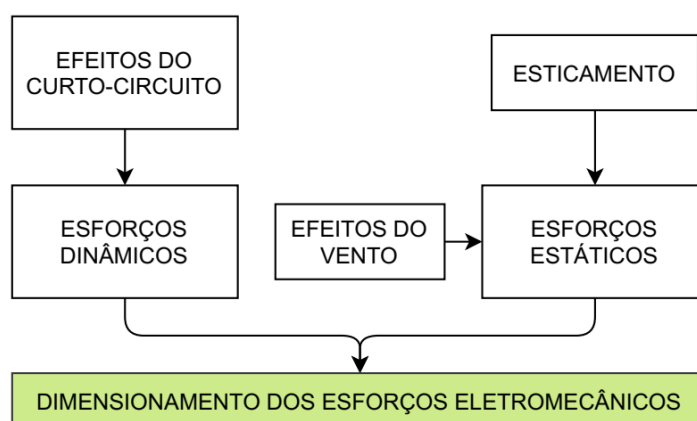 EFEITOS DO
CURTO-CIRCUITO
ESTICAMENTO
ESFORÇOS
DINÂMICOS
EFEITOS DO
VENTO
ESFORÇOS
ESTÁTICOS
DIMENSIONAMENTO DOS ESFORÇOS ELETROMECÂNICOS